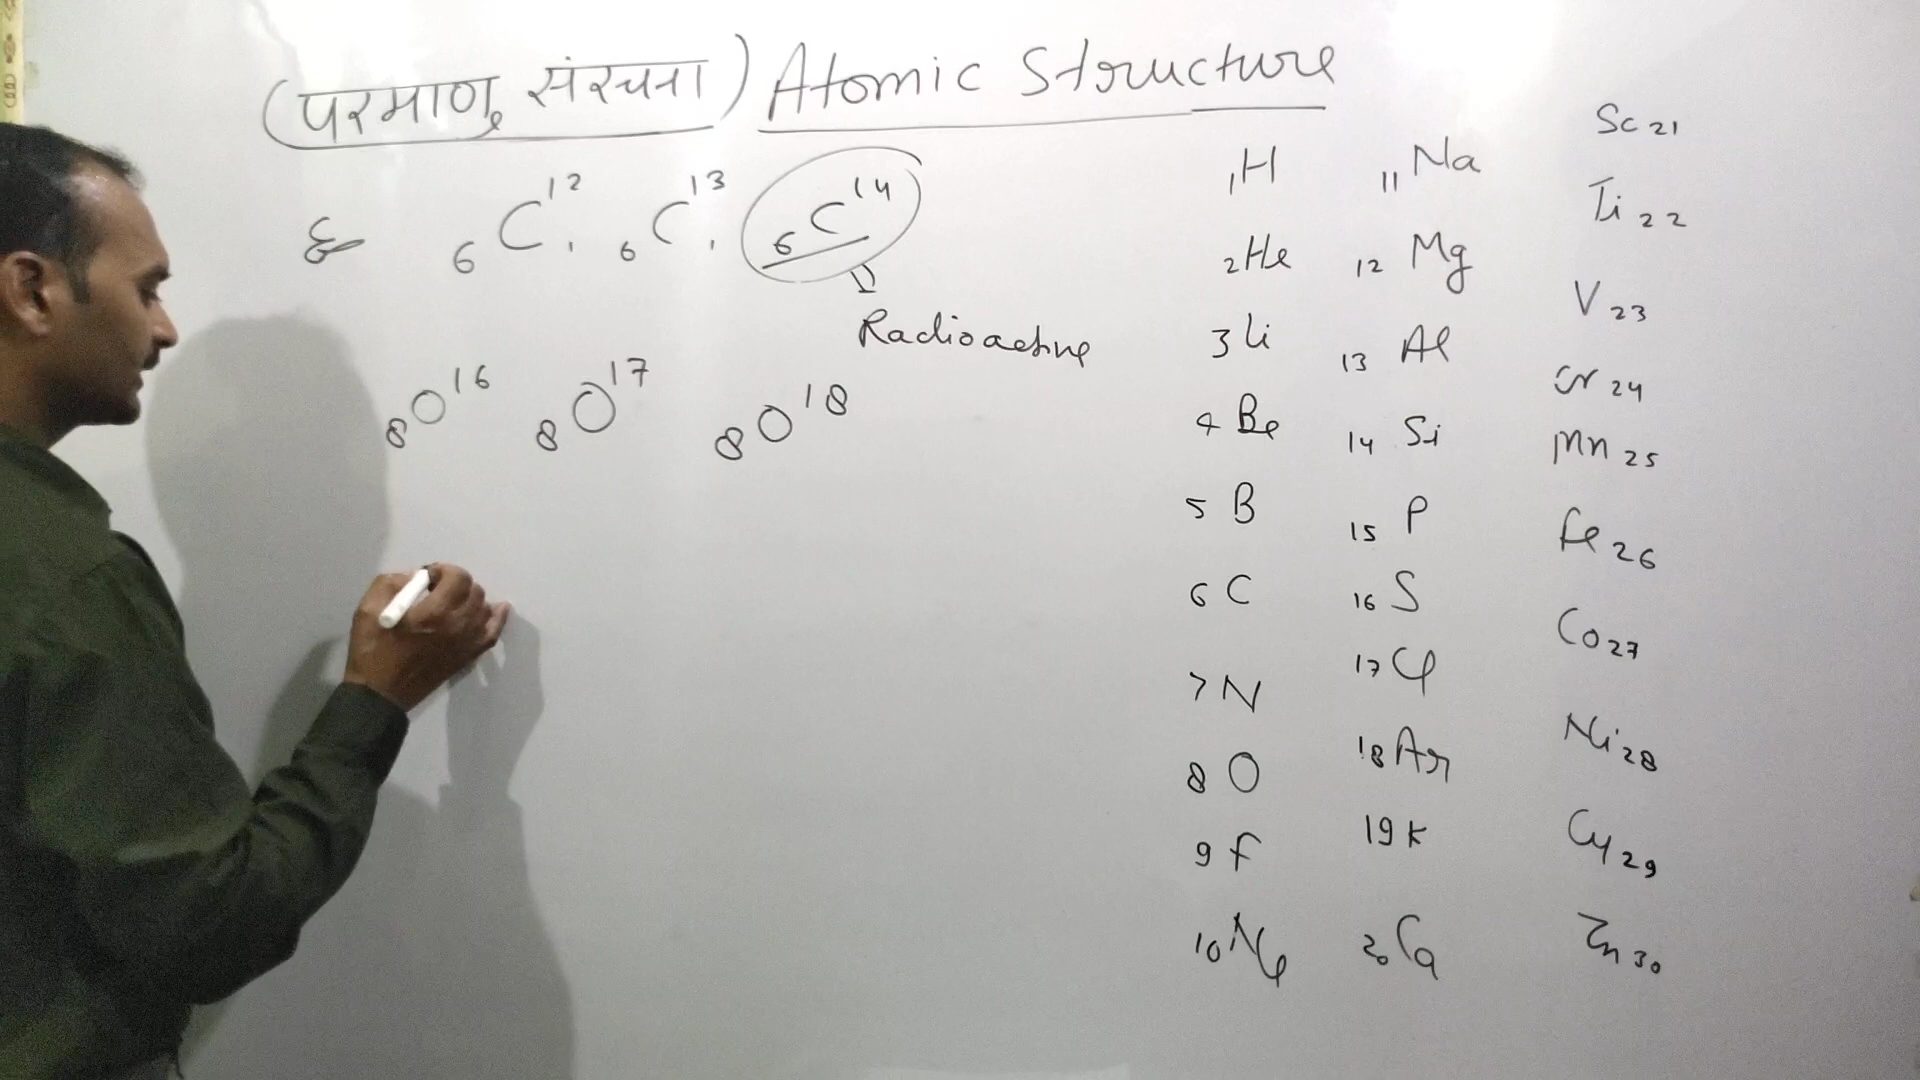 (परमाणु संरचना) Atomic Structure
₆C¹², ₆C¹³, ₆C¹⁴
Radioactive
₈O¹⁶ ₈O¹⁷ ₈O¹⁸
₁H
₂He
₃Li
₄Be
₅B
₆C
₇N
₈O
₉F
₁₀Ne
₁₁Na
₁₂Mg
₁₃Al
₁₄Si
₁₅P
₁₆S
₁₇Cl
₁₈Ar
₁₉K
₂₀Ca
Sc₂₁
Ti₂₂
V₂₃
Cr₂₄
Mn₂₅
Fe₂₆
Co₂₇
Ni₂₈
Cu₂₉
Zn₃₀